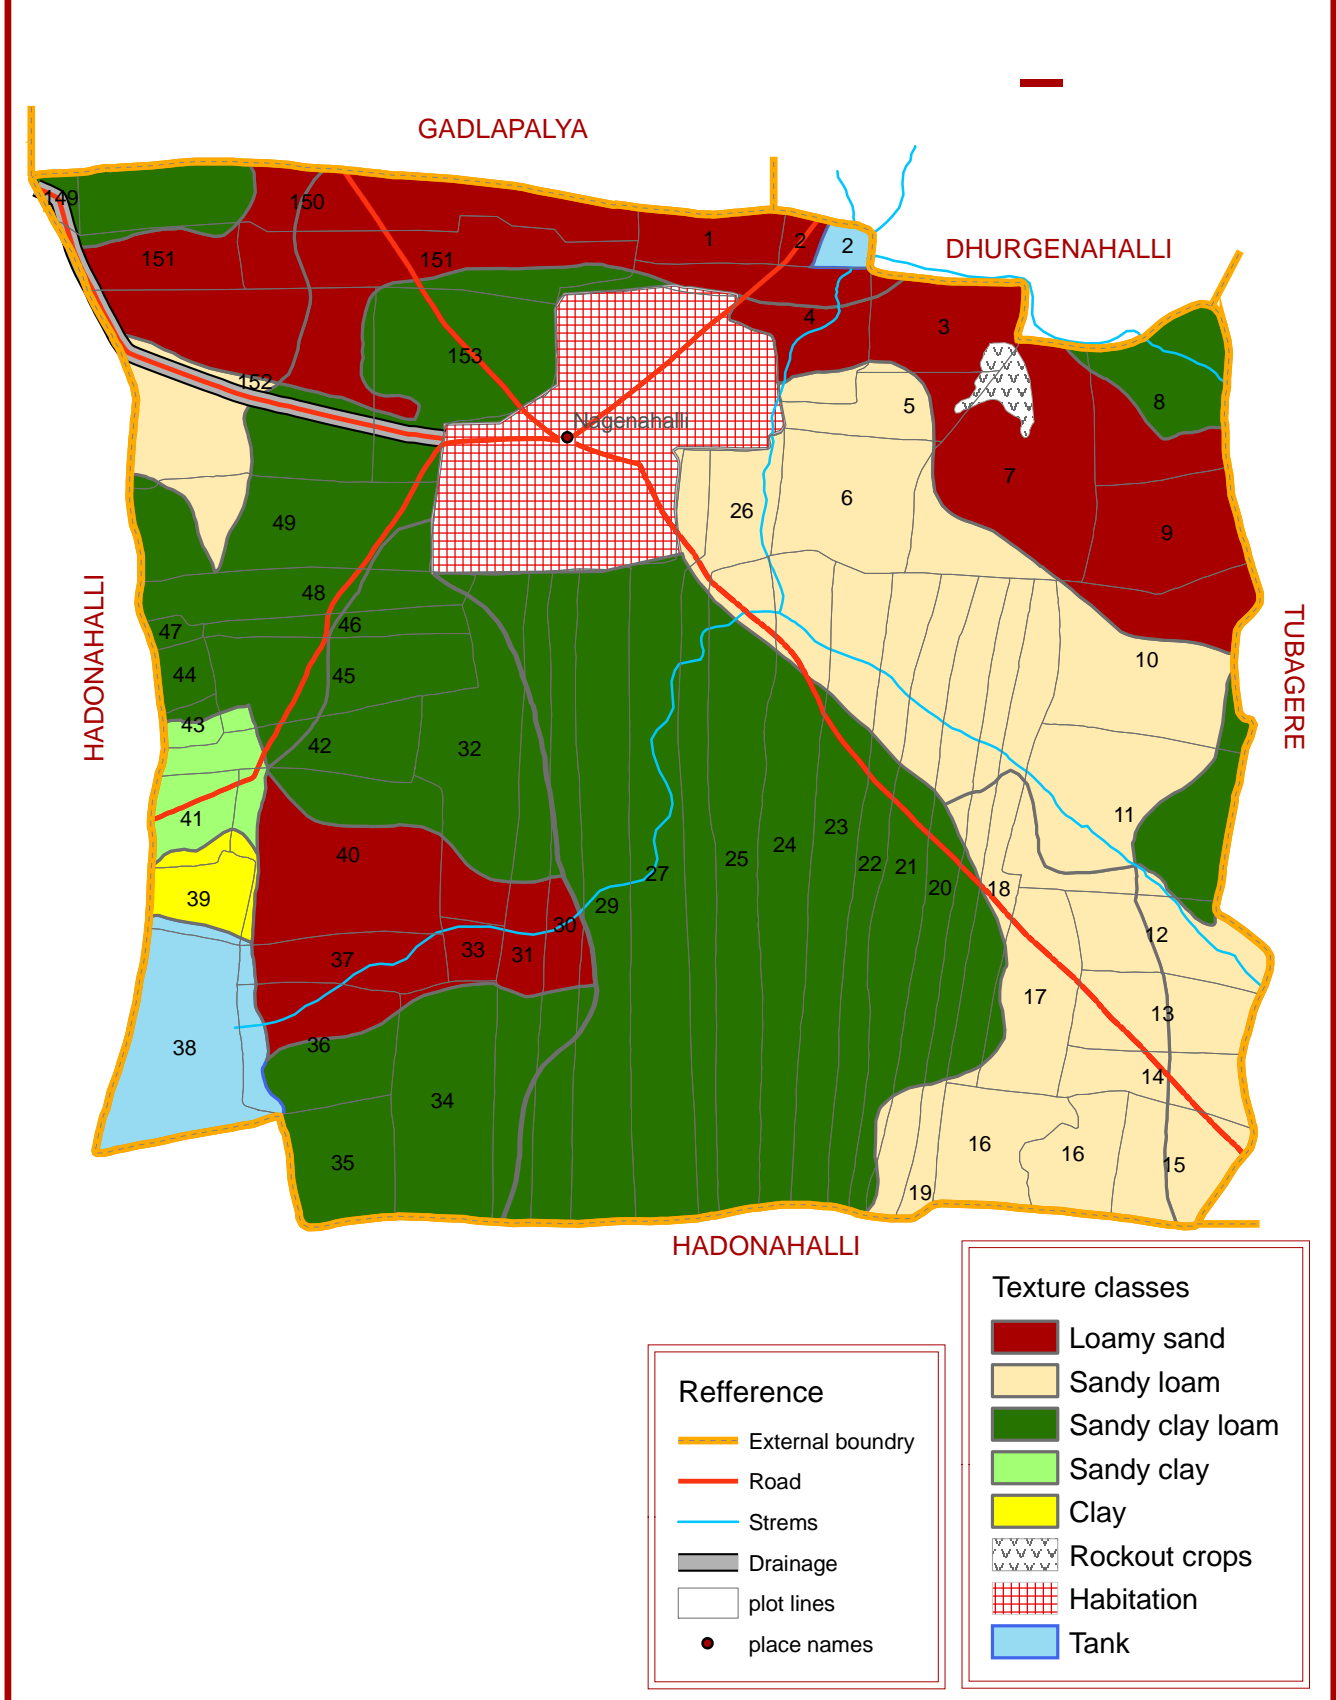 GADLAPALYA
DHURGENAHALLI
HADONAHALLI
TUBAGERE
HADONAHALLI
149
150
151
151
1
2
2
4
3
153
152
8
5
Nagenahalli
7
6
26
9
49
48
47
46
44
45
43
42
32
10
11
41
40
39
23
24
25
22
21
20
18
27
29
30
12
37
33
31
17
13
38
36
14
34
35
16
16
15
19
Refference
External boundry
Road
Strems
Drainage
plot lines
place names
Texture classes
Loamy sand
Sandy loam
Sandy clay loam
Sandy clay
Clay
Rockout crops
Habitation
Tank